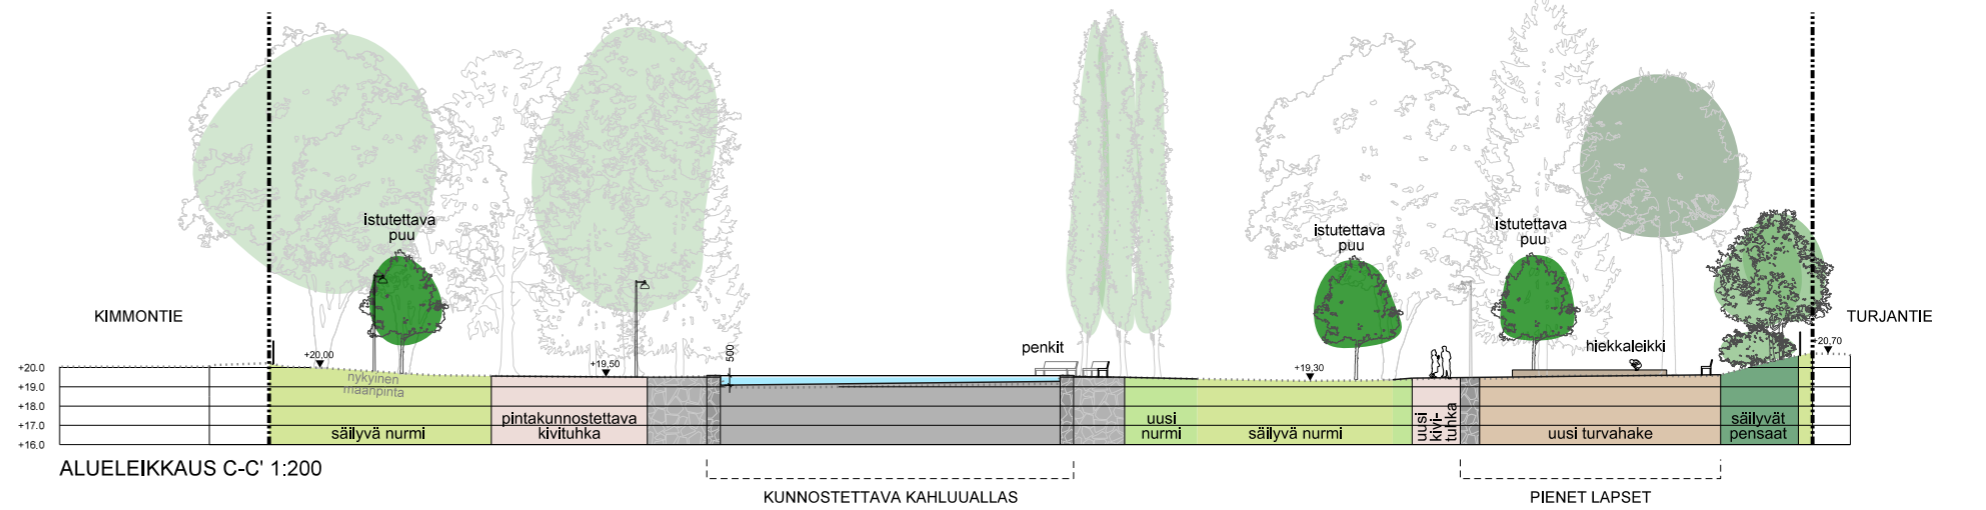 istutettava
puu
istutettava
puu
istutettava
puu
KIMMONTIE
TURJANTIE
penkit
hiekkaleikki
500
+20,00
+19,50
+19,30
+20,70
nykyinen
maanpinta
+20.0
+19.0
+18.0
+17.0
+16.0
säilyvä nurmi
pintakunnostettava
kivituhka
uusi
nurmi
säilyvä nurmi
uusi
kivi-
tuhka
uusi turvahake
säilyvät
pensaat
ALUELEIKKAUS C-C' 1:200
KUNNOSTETTAVA KAHLUUALLAS
PIENET LAPSET